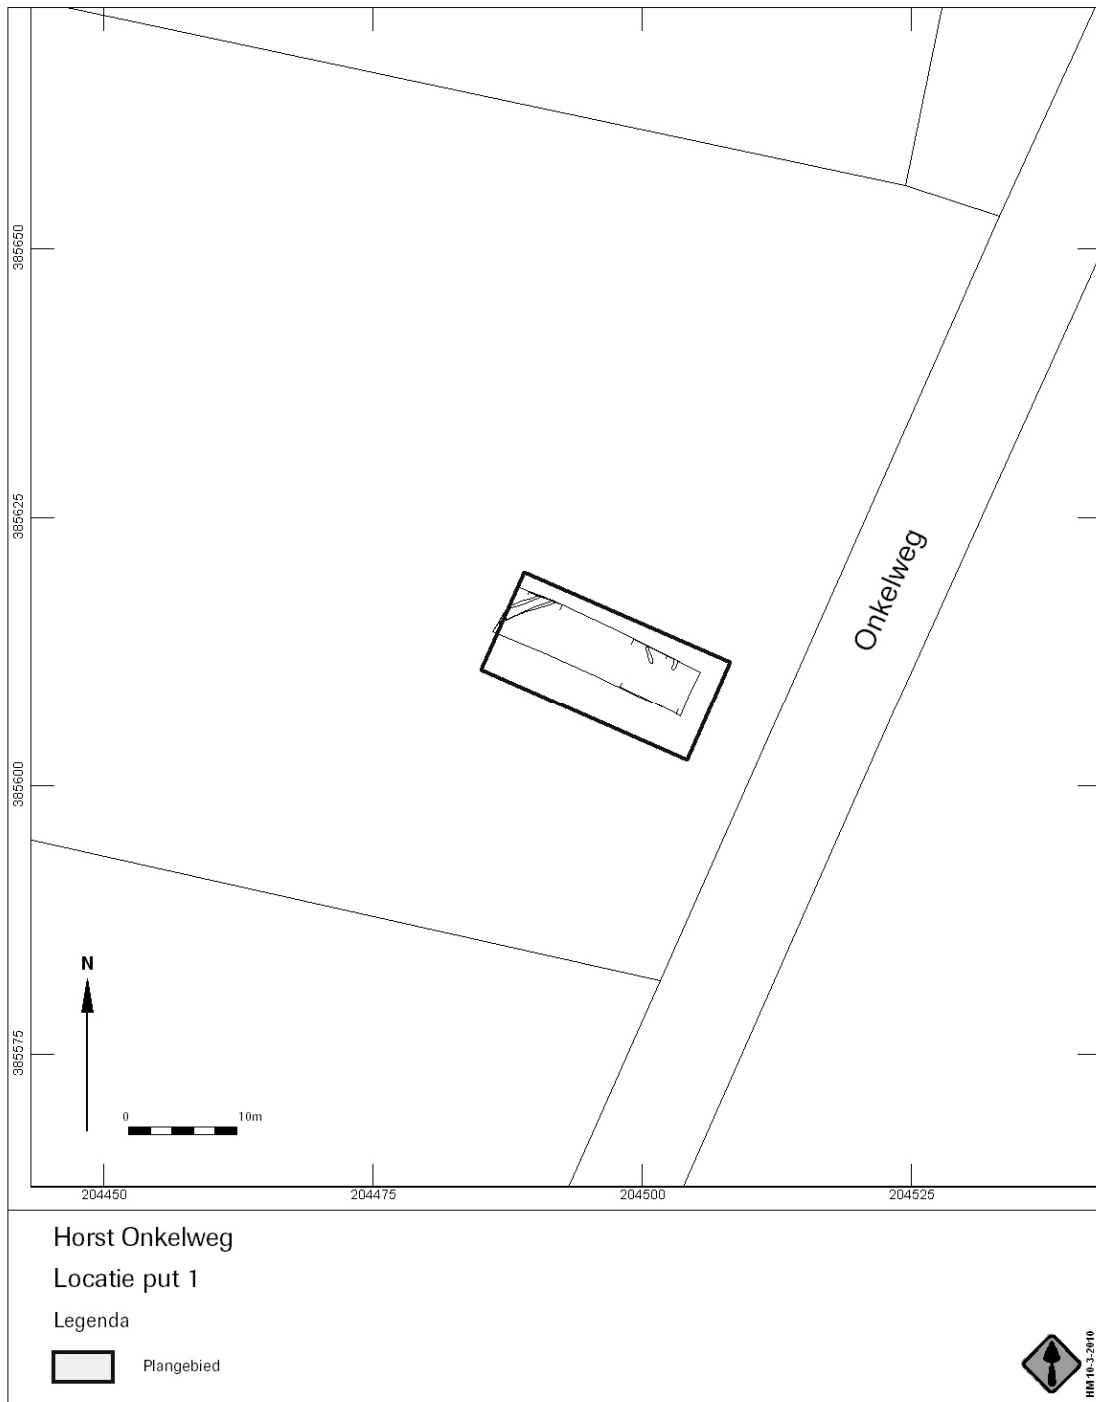 385650
385625
Onkelweg
385600
N
385575
0 10m
204450 204475 204500 204525
Horst Onkelweg
Locatie put 1
Legenda
Plangebied
HM 10-3-2010